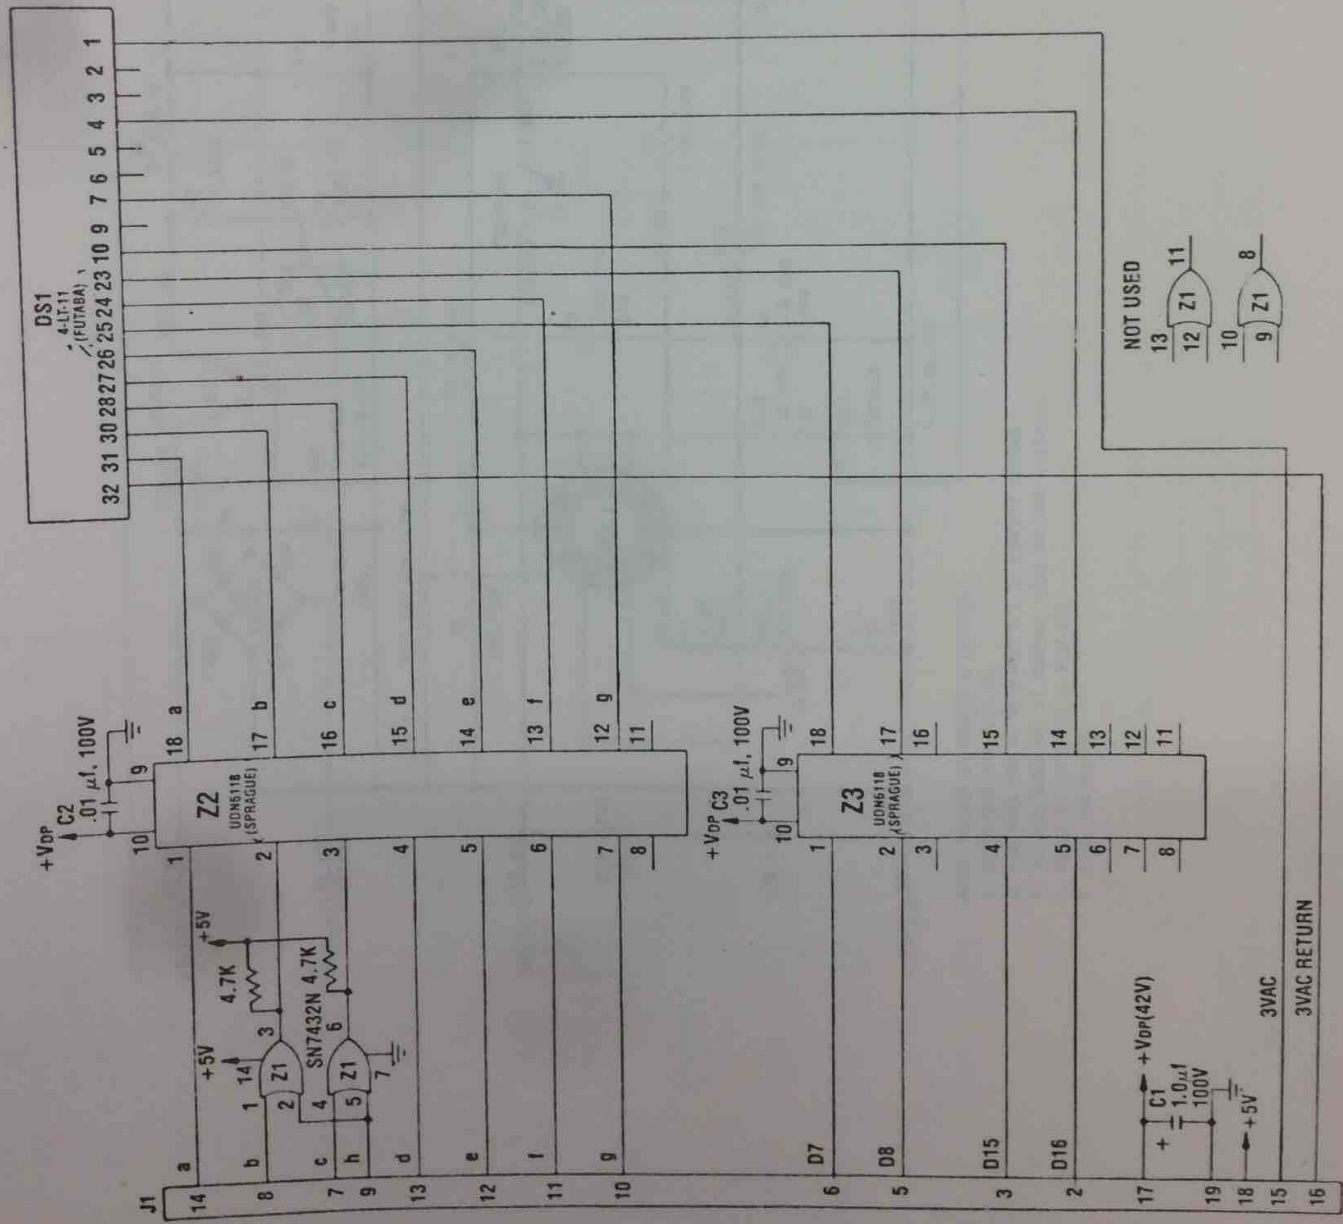 DS1
4-LT-11
(FUTABA)
32 31 30 28 27 26 25 24 23 10 9 7 6 5 4 3 2 1
+VDP C2
.01 µf, 100V
10 9
Z2
UDN6118
(SPRAGUE)
1 18 a
2 17 b
3 16 c
4 15 d
5 14 e
6 13 f
7 12 g
8 11
+5V
4.7K
+5V
14
1 Z1 3
2
SN7432N
4.7K
4 Z1 6
5
7
J1
14 a
8 b
7 c
9 h
13 d
12 e
11 f
10 g
6 D7
5 D8
3 D15
2 D16
17
19
18
15
16
+VDP C3
.01 µf, 100V
10 9
Z3
UDN6118
(SPRAGUE)
1 18
2 17
3 16
4 15
5 14
6 13
7 12
8 11
+VDP(42V)
+ C1
1.0µf
100V
+5V
3VAC
3VAC RETURN
NOT USED
13
12 Z1 11
10
9 Z1 8